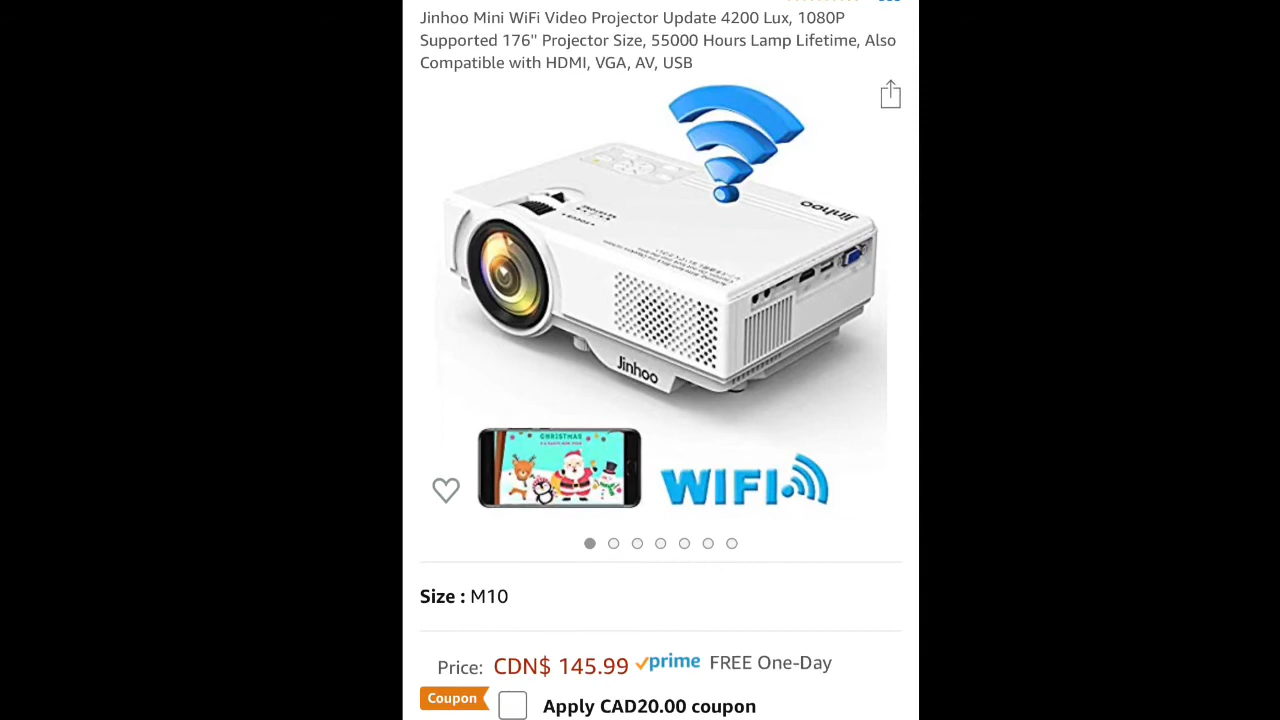 Jinhoo Mini WiFi Video Projector Update 4200 Lux, 1080P
Supported 176" Projector Size, 55000 Hours Lamp Lifetime, Also
Compatible with HDMI, VGA, AV, USB
Jinhoo
Jinhoo
CHRISTMAS
WIFI
Size : M10
Price: CDN$ 145.99 prime FREE One-Day
Coupon Apply CAD20.00 coupon